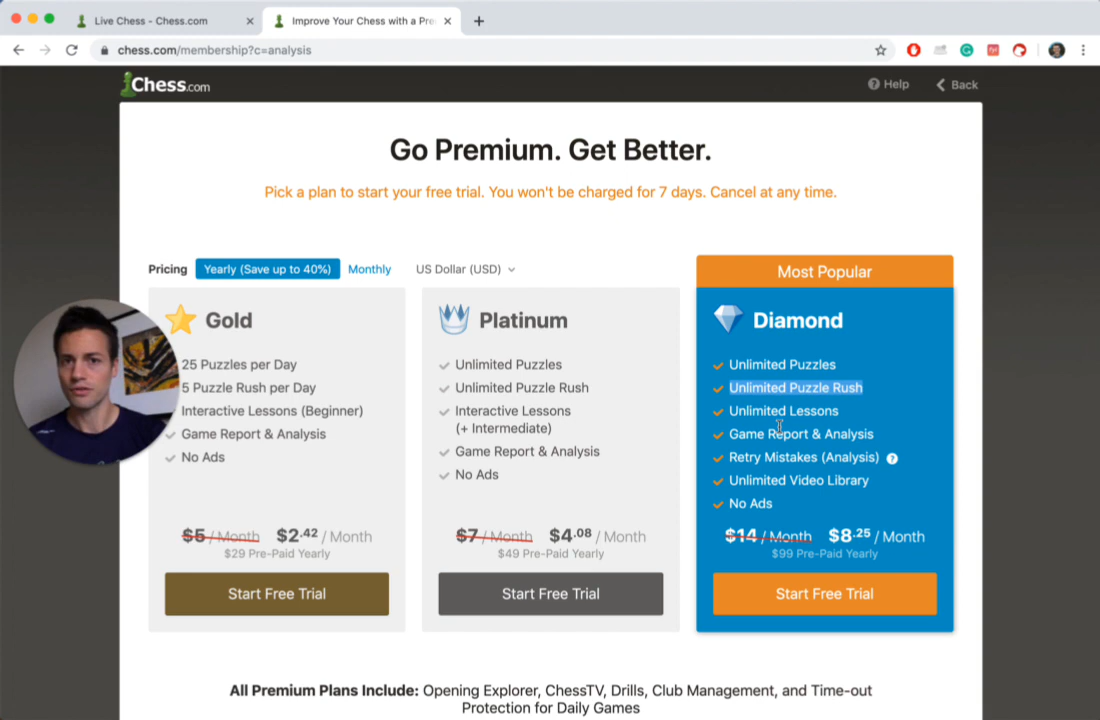 Live Chess - Chess.com
Improve Your Chess with a Pre
chess.com/membership?c=analysis
Chess.com
Help
Back
Go Premium. Get Better.
Pick a plan to start your free trial. You won't be charged for 7 days. Cancel at any time.
Pricing
Yearly (Save up to 40%)
Monthly
US Dollar (USD)
Most Popular
Gold
25 Puzzles per Day
5 Puzzle Rush per Day
Interactive Lessons (Beginner)
Game Report & Analysis
No Ads
$5 / Month $2.42 / Month
$29 Pre-Paid Yearly
Start Free Trial
Platinum
Unlimited Puzzles
Unlimited Puzzle Rush
Interactive Lessons
(+ Intermediate)
Game Report & Analysis
No Ads
$7 / Month $4.08 / Month
$49 Pre-Paid Yearly
Start Free Trial
Diamond
Unlimited Puzzles
Unlimited Puzzle Rush
Unlimited Lessons
Game Report & Analysis
Retry Mistakes (Analysis) ?
Unlimited Video Library
No Ads
$14 / Month $8.25 / Month
$99 Pre-Paid Yearly
Start Free Trial
All Premium Plans Include: Opening Explorer, ChessTV, Drills, Club Management, and Time-out
Protection for Daily Games